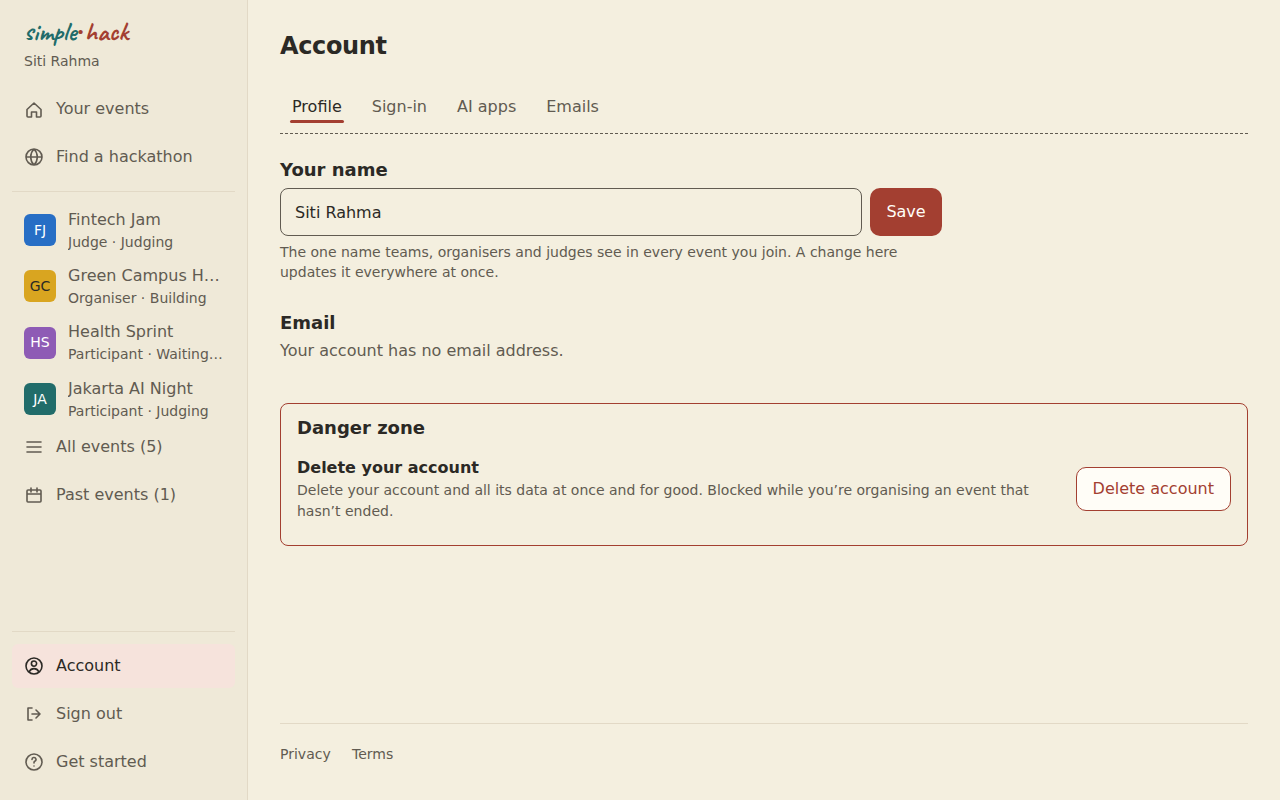 simple·hack
Siti Rahma
Your events
Find a hackathon
FJ
Fintech Jam
Judge · Judging
GC
Green Campus H…
Organiser · Building
HS
Health Sprint
Participant · Waiting…
JA
Jakarta AI Night
Participant · Judging
All events (5)
Past events (1)
Account
Sign out
Get started
Account
Profile Sign-in AI apps Emails
Your name
Siti Rahma
Save
The one name teams, organisers and judges see in every event you join. A change here
updates it everywhere at once.
Email
Your account has no email address.
Danger zone
Delete your account
Delete your account and all its data at once and for good. Blocked while you’re organising an event that
hasn’t ended.
Delete account
Privacy Terms